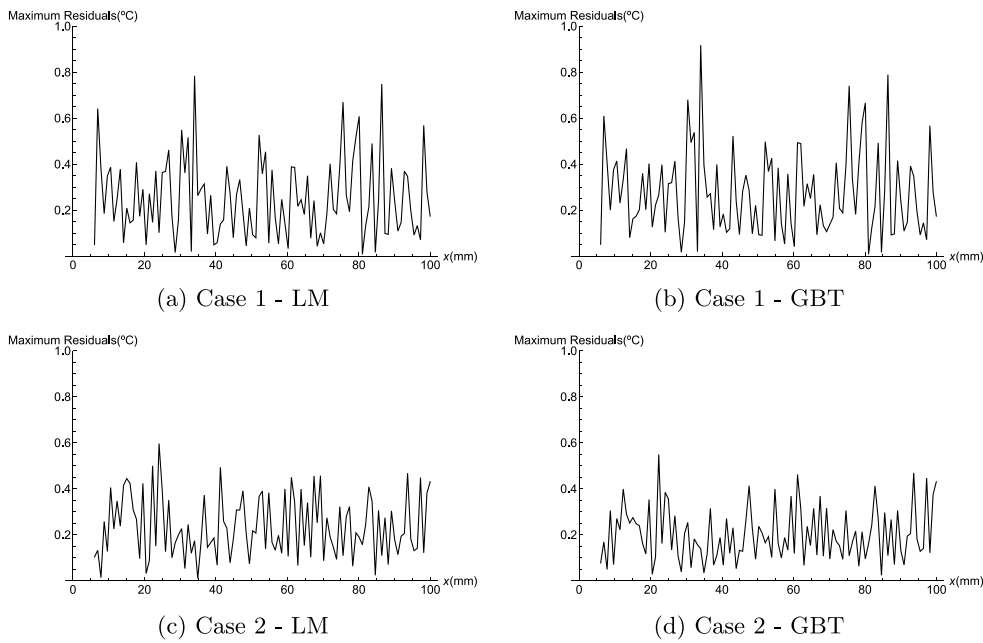 Maximum Residuals(ºC)
1.0
0.8
0.6
0.4
0.2
0 20 40 60 80 100
x(mm)
(a) Case 1 - LM
Maximum Residuals(ºC)
1.0
0.8
0.6
0.4
0.2
0 20 40 60 80 100
x(mm)
(b) Case 1 - GBT
Maximum Residuals(ºC)
1.0
0.8
0.6
0.4
0.2
0 20 40 60 80 100
x(mm)
(c) Case 2 - LM
Maximum Residuals(ºC)
1.0
0.8
0.6
0.4
0.2
0 20 40 60 80 100
x(mm)
(d) Case 2 - GBT